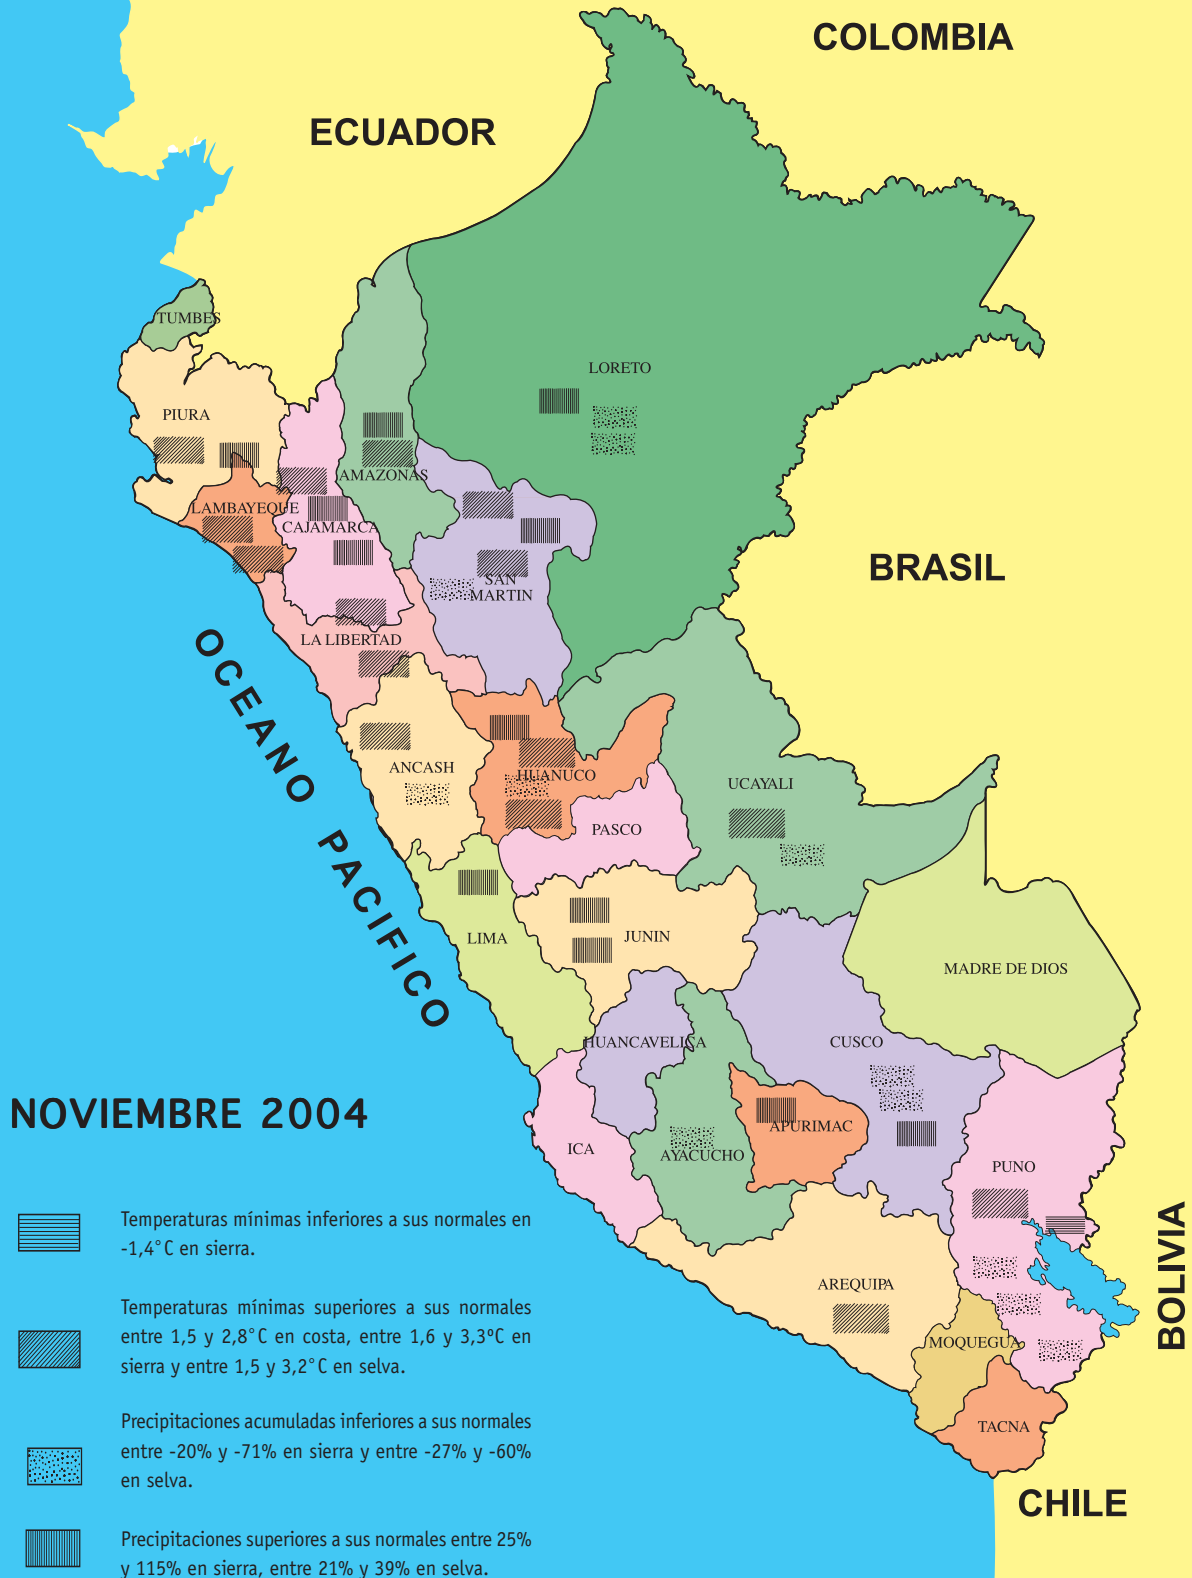 COLOMBIA
ECUADOR
TUMBES
LORETO
PIURA
AMAZONAS
LAMBAYEQUE
CAJAMARCA
BRASIL
SAN
MARTIN
LA LIBERTAD
OCEANO PACIFICO
ANCASH
HUANUCO
UCAYALI
PASCO
LIMA
JUNIN
MADRE DE DIOS
HUANCAVELICA
CUSCO
NOVIEMBRE 2004
ICA
APURIMAC
AYACUCHO
PUNO
BOLIVIA
AREQUIPA
MOQUEGUA
TACNA
CHILE
Temperaturas mínimas inferiores a sus normales en
-1,4°C en sierra.
Temperaturas mínimas superiores a sus normales
entre 1,5 y 2,8°C en costa, entre 1,6 y 3,3ºC en
sierra y entre 1,5 y 3,2°C en selva.
Precipitaciones acumuladas inferiores a sus normales
entre -20% y -71% en sierra y entre -27% y -60%
en selva.
Precipitaciones superiores a sus normales entre 25%
y 115% en sierra, entre 21% y 39% en selva.